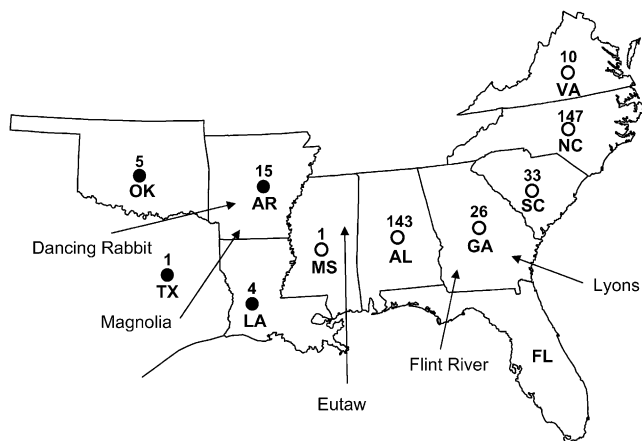 10
VA
147
NC
5
OK
15
AR
33
SC
Dancing Rabbit
1
MS
143
AL
26
GA
1
TX
4
LA
Magnolia
Lyons
FL
Flint River
Eutaw